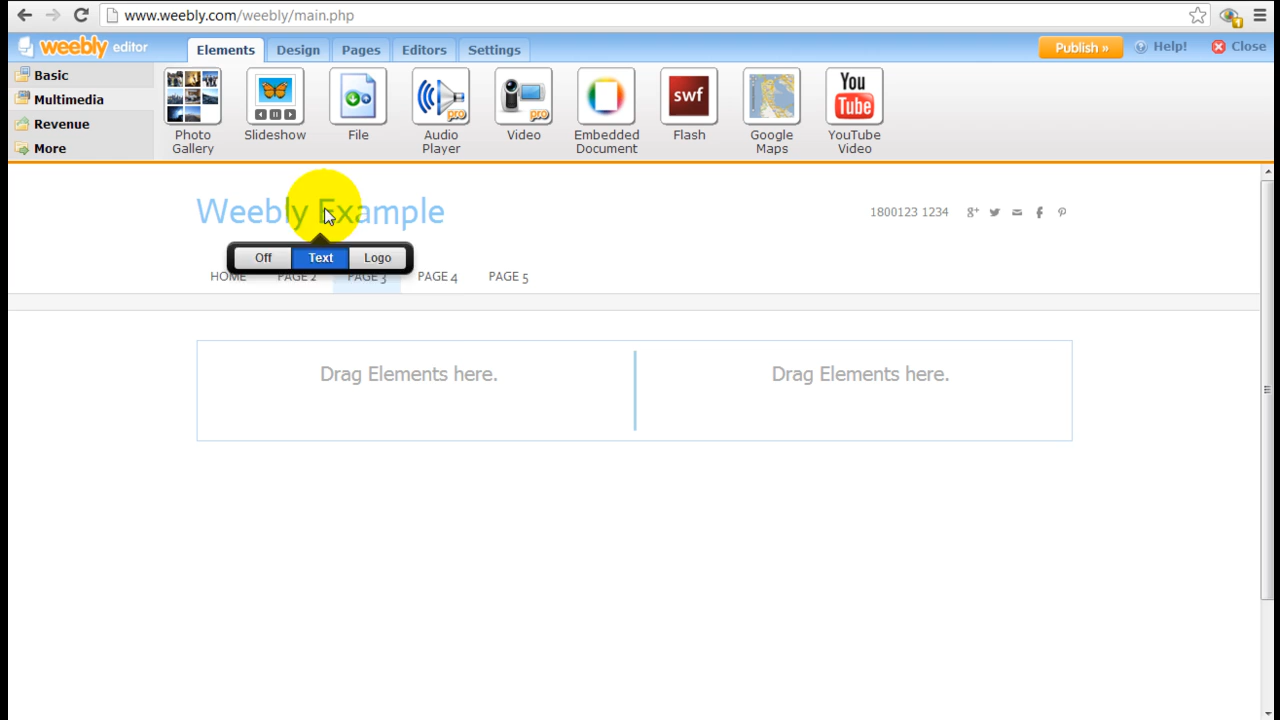 www.weebly.com/weebly/main.php
weebly editor
Elements Design Pages Editors Settings
Publish » Help! Close
Basic
Multimedia
Revenue
More
Photo Gallery
Slideshow
File
pro
Audio Player
pro
Video
Embedded Document
swf
Flash
Google Maps
You Tube
YouTube Video
Weebly Example
1800123 1234
Off Text Logo
HOME PAGE 2 PAGE 3 PAGE 4 PAGE 5
Drag Elements here. Drag Elements here.